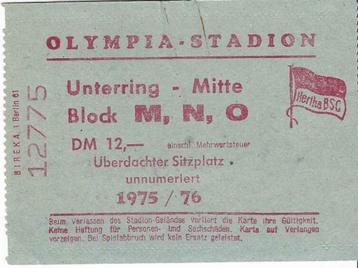 OLYMPIA-STADION
Unterring - Mitte
Block M, N, O
Hertha BSC
DM 12,— einschl. Mehrwertsteuer
Überdachter Sitzplatz
unnumeriert
1975 / 76
Beim Verlassen des Stadion-Geländes verliert die Karte ihre Gültigkeit.
Keine Haftung für Personen- und Sachschäden. Karte auf Verlangen
vorzeigen. Bei Spielabbruch wird kein Ersatz geleistet.
12775
BIREKA, 1 Berlin 61